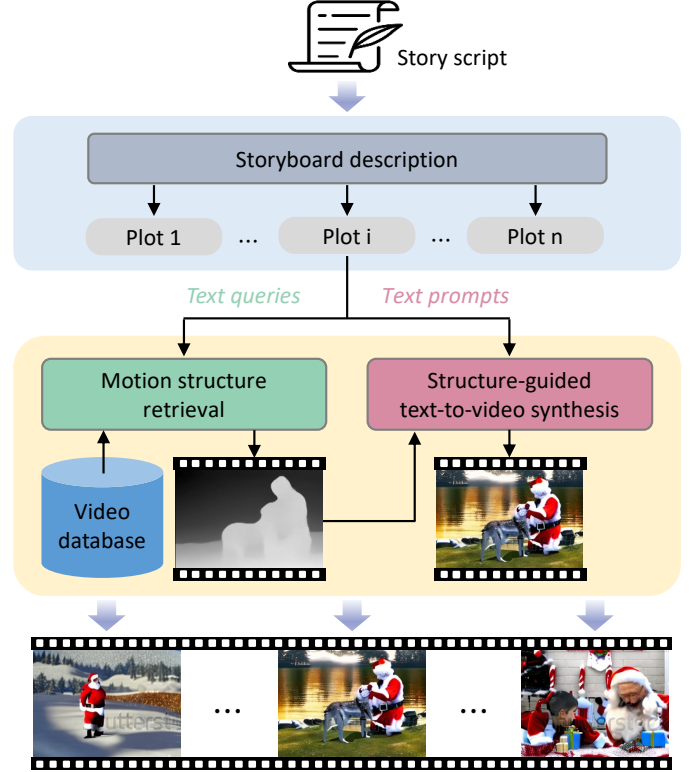 Story script
Storyboard description
Plot 1
...
Plot i
...
Plot n
Text queries
Text prompts
Motion structure
retrieval
Structure-guided
text-to-video synthesis
Video
database
...
...